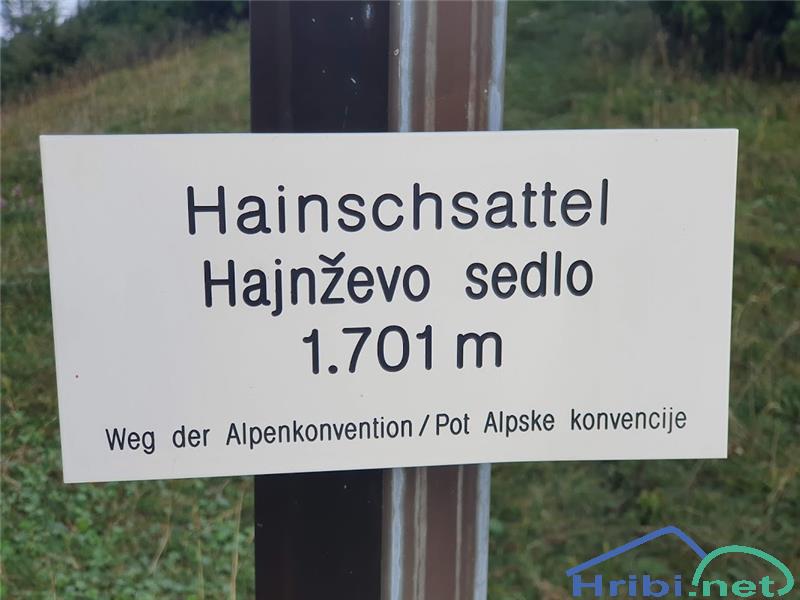 Hainschsattel
Hajnževo sedlo
1.701 m
Weg der Alpenkonvention/Pot Alpske konvencije
Hribi.net